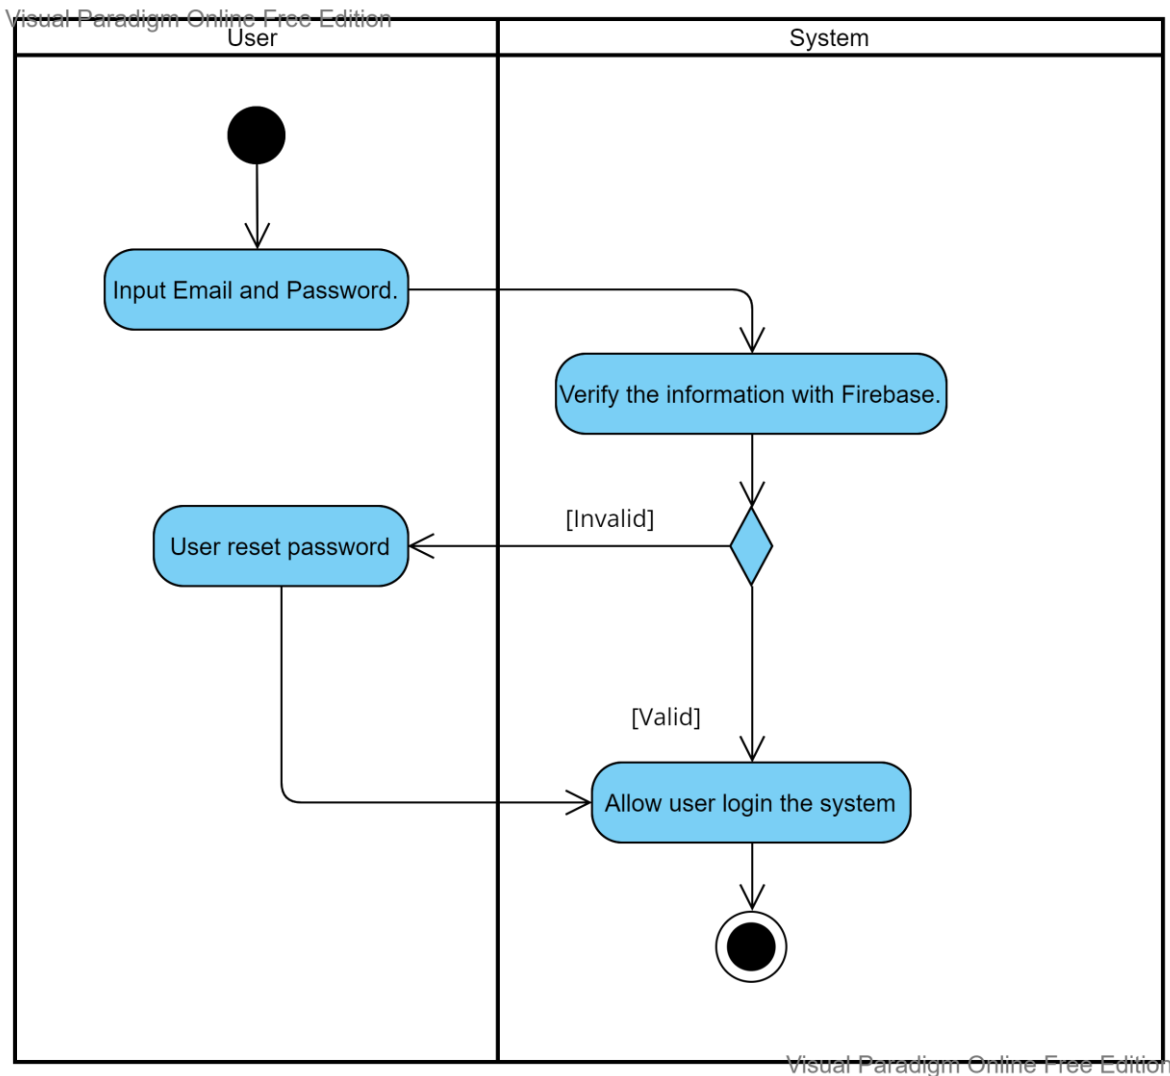 Visual Paradigm Online Free Edition
User
System
Input Email and Password.
Verify the information with Firebase.
[Invalid]
User reset password
[Valid]
Allow user login the system
Visual Paradigm Online Free Edition